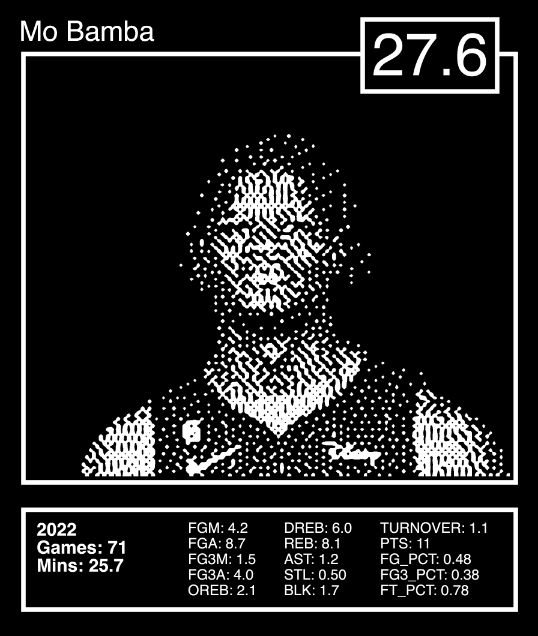 Mo Bamba
27.6
2022
Games: 71
Mins: 25.7
FGM: 4.2
FGA: 8.7
FG3M: 1.5
FG3A: 4.0
OREB: 2.1
DREB: 6.0
REB: 8.1
AST: 1.2
STL: 0.50
BLK: 1.7
TURNOVER: 1.1
PTS: 11
FG_PCT: 0.48
FG3_PCT: 0.38
FT_PCT: 0.78